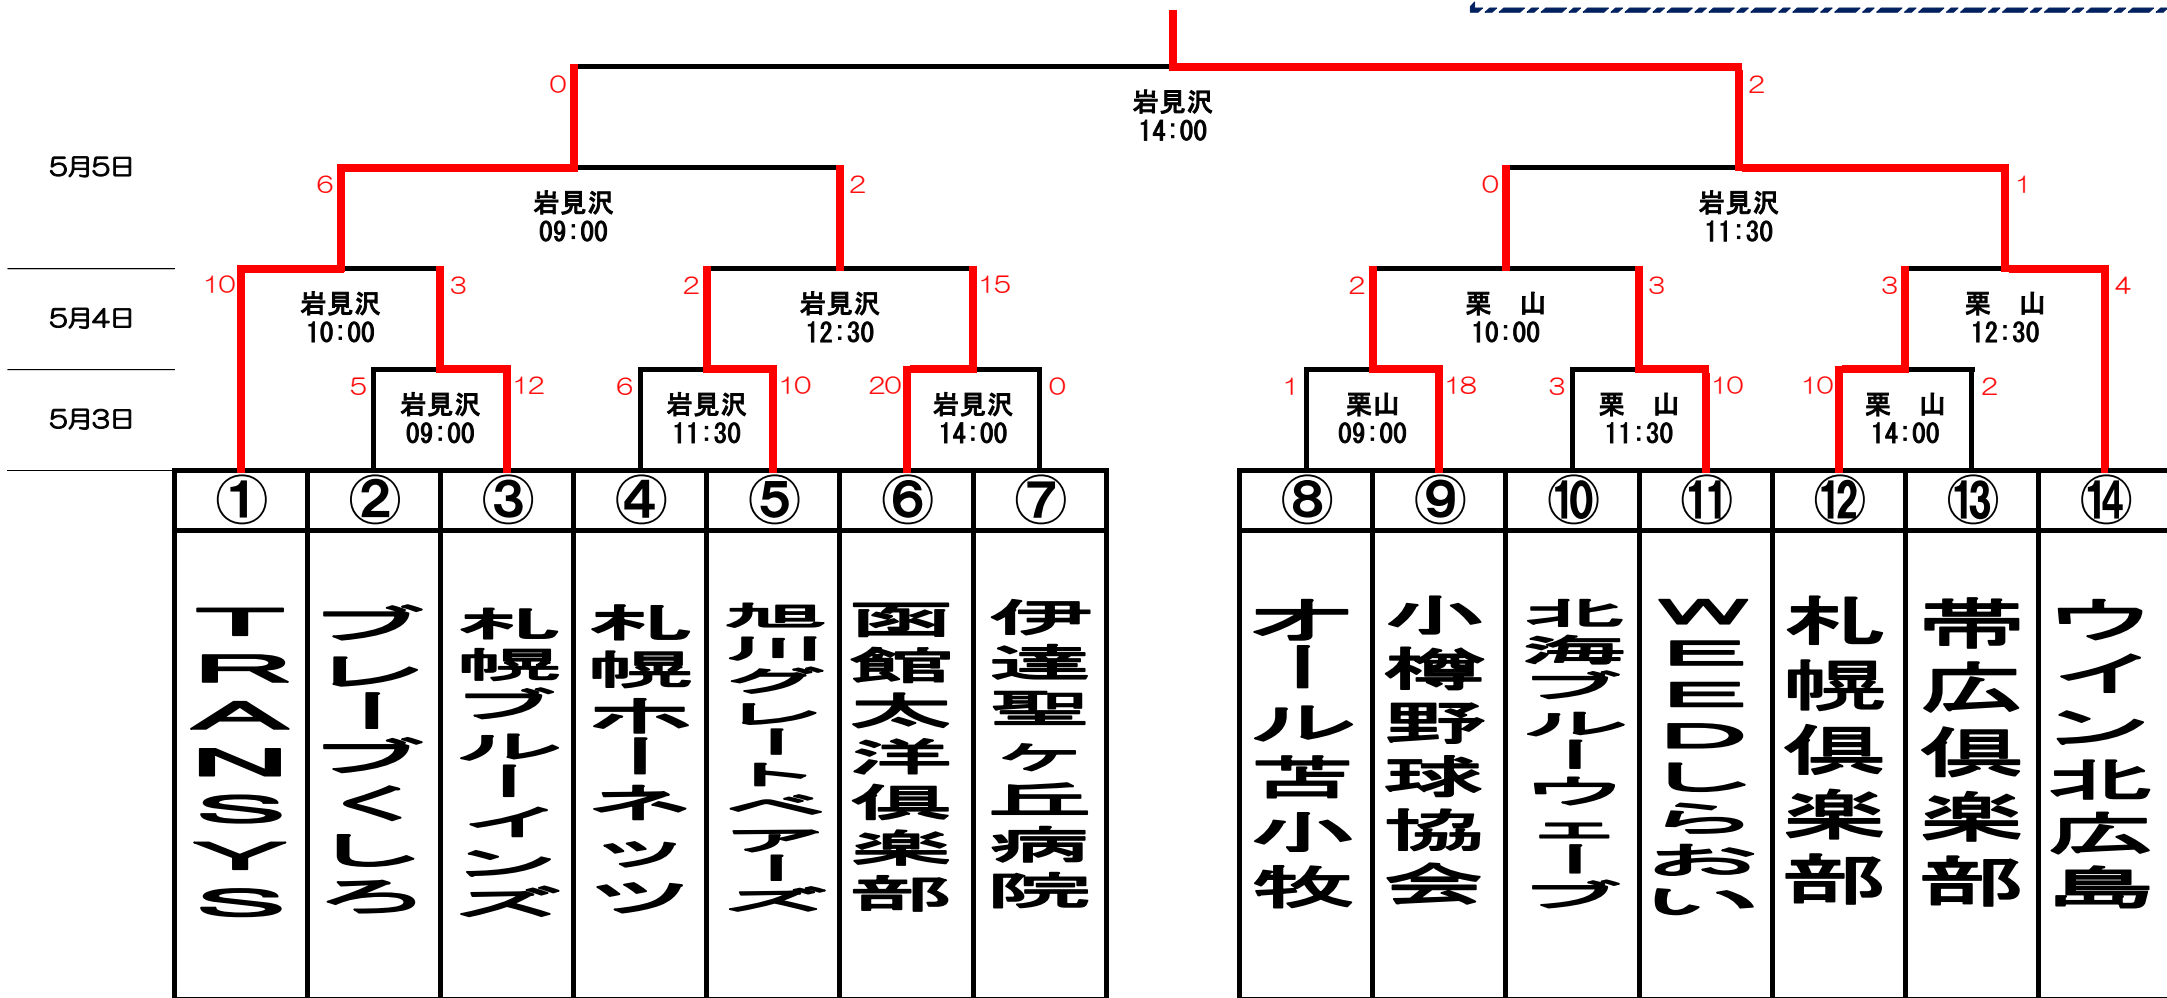 0
2
岩見沢
14:00
5月5日
6
2
0
1
岩見沢
09:00
岩見沢
11:30
10
3
2
15
2
3
3
4
5月4日
岩見沢
10:00
岩見沢
12:30
栗　山
10:00
栗　山
12:30
5
12
6
10
20
0
1
18
3
10
10
2
5月3日
岩見沢
09:00
岩見沢
11:30
岩見沢
14:00
栗山
09:00
栗　山
11:30
栗　山
14:00
①
②
③
④
⑤
⑥
⑦
⑧
⑨
⑩
⑪
⑫
⑬
⑭
TRANSYS
ブレーブくしろ
札幌ブルーインズ
札幌ホーネッツ
旭川グレートベアーズ
函館太洋倶楽部
伊達聖ヶ丘病院
オール苫小牧
小樽野球協会
北海ブルーウエーブ
WEEDしらおい
札幌倶楽部
帯広倶楽部
ウイン北広島